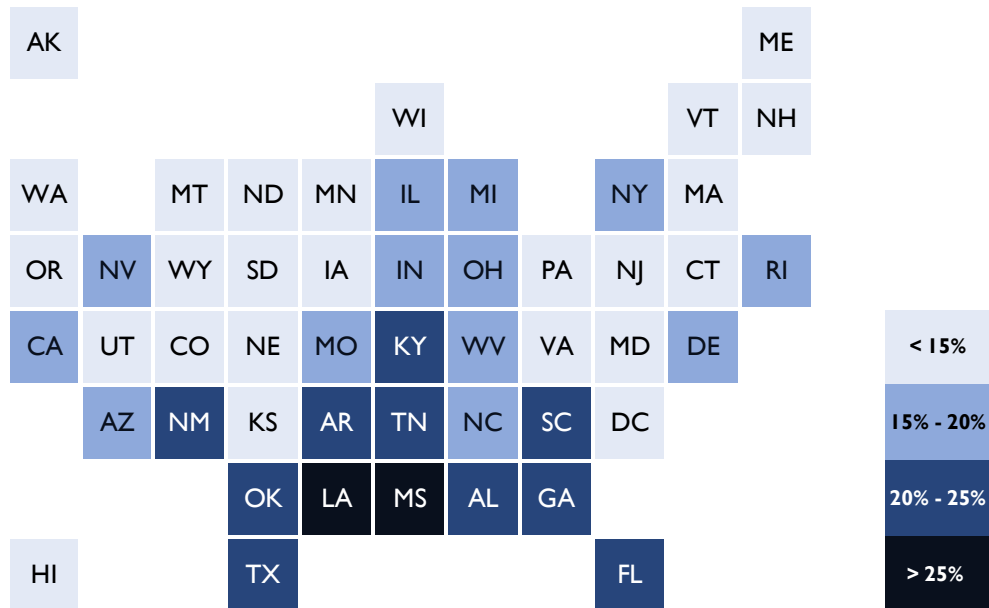 AK ME
WI VT NH
WA MT ND MN IL MI NY MA
OR NV WY SD IA IN OH PA NJ CT RI
CA UT CO NE MO KY WV VA MD DE
AZ NM KS AR TN NC SC DC
OK LA MS AL GA
HI TX FL
< 15%
15% - 20%
20% - 25%
> 25%